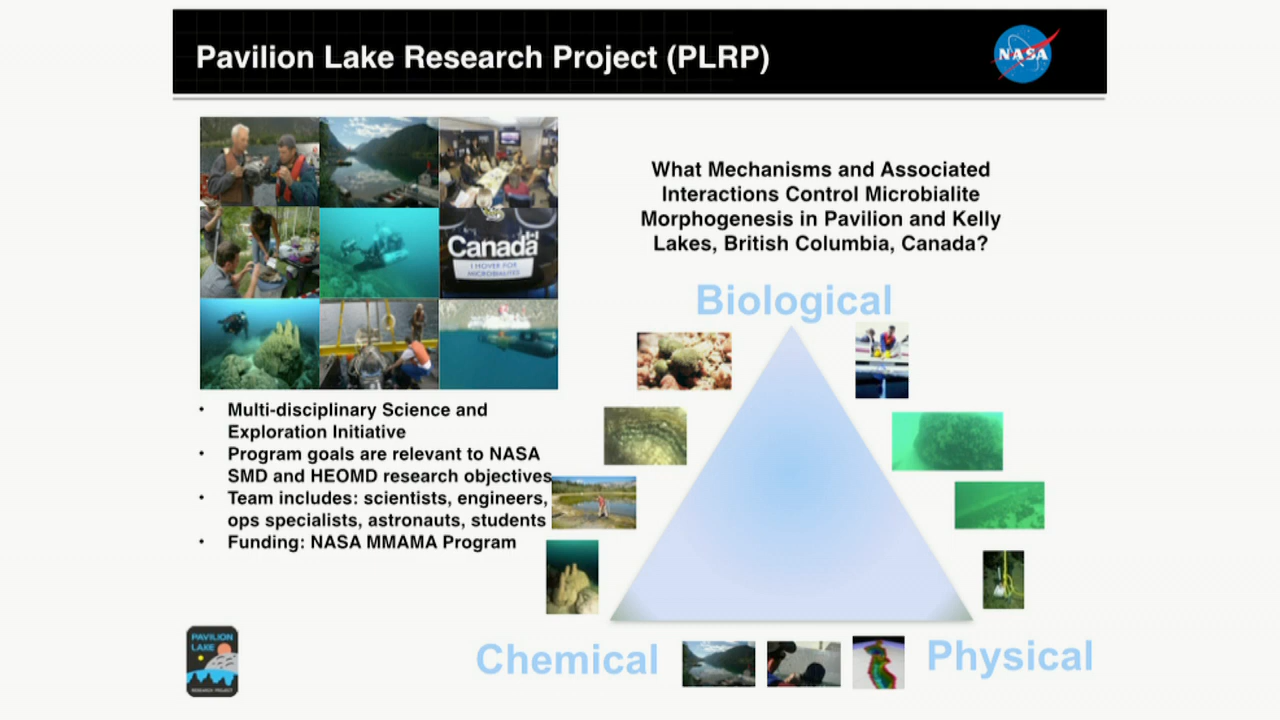 Pavilion Lake Research Project (PLRP)
NASA
What Mechanisms and Associated
Interactions Control Microbialite
Morphogenesis in Pavilion and Kelly
Lakes, British Columbia, Canada?
Canada
I HOVER FOR
MICROBIALITES
• Multi-disciplinary Science and
Exploration Initiative
• Program goals are relevant to NASA
SMD and HEOMD research objectives
• Team includes: scientists, engineers,
ops specialists, astronauts, students
• Funding: NASA MMAMA Program
Biological
Chemical
Physical
PAVILION
LAKE
RESEARCH PROJECT